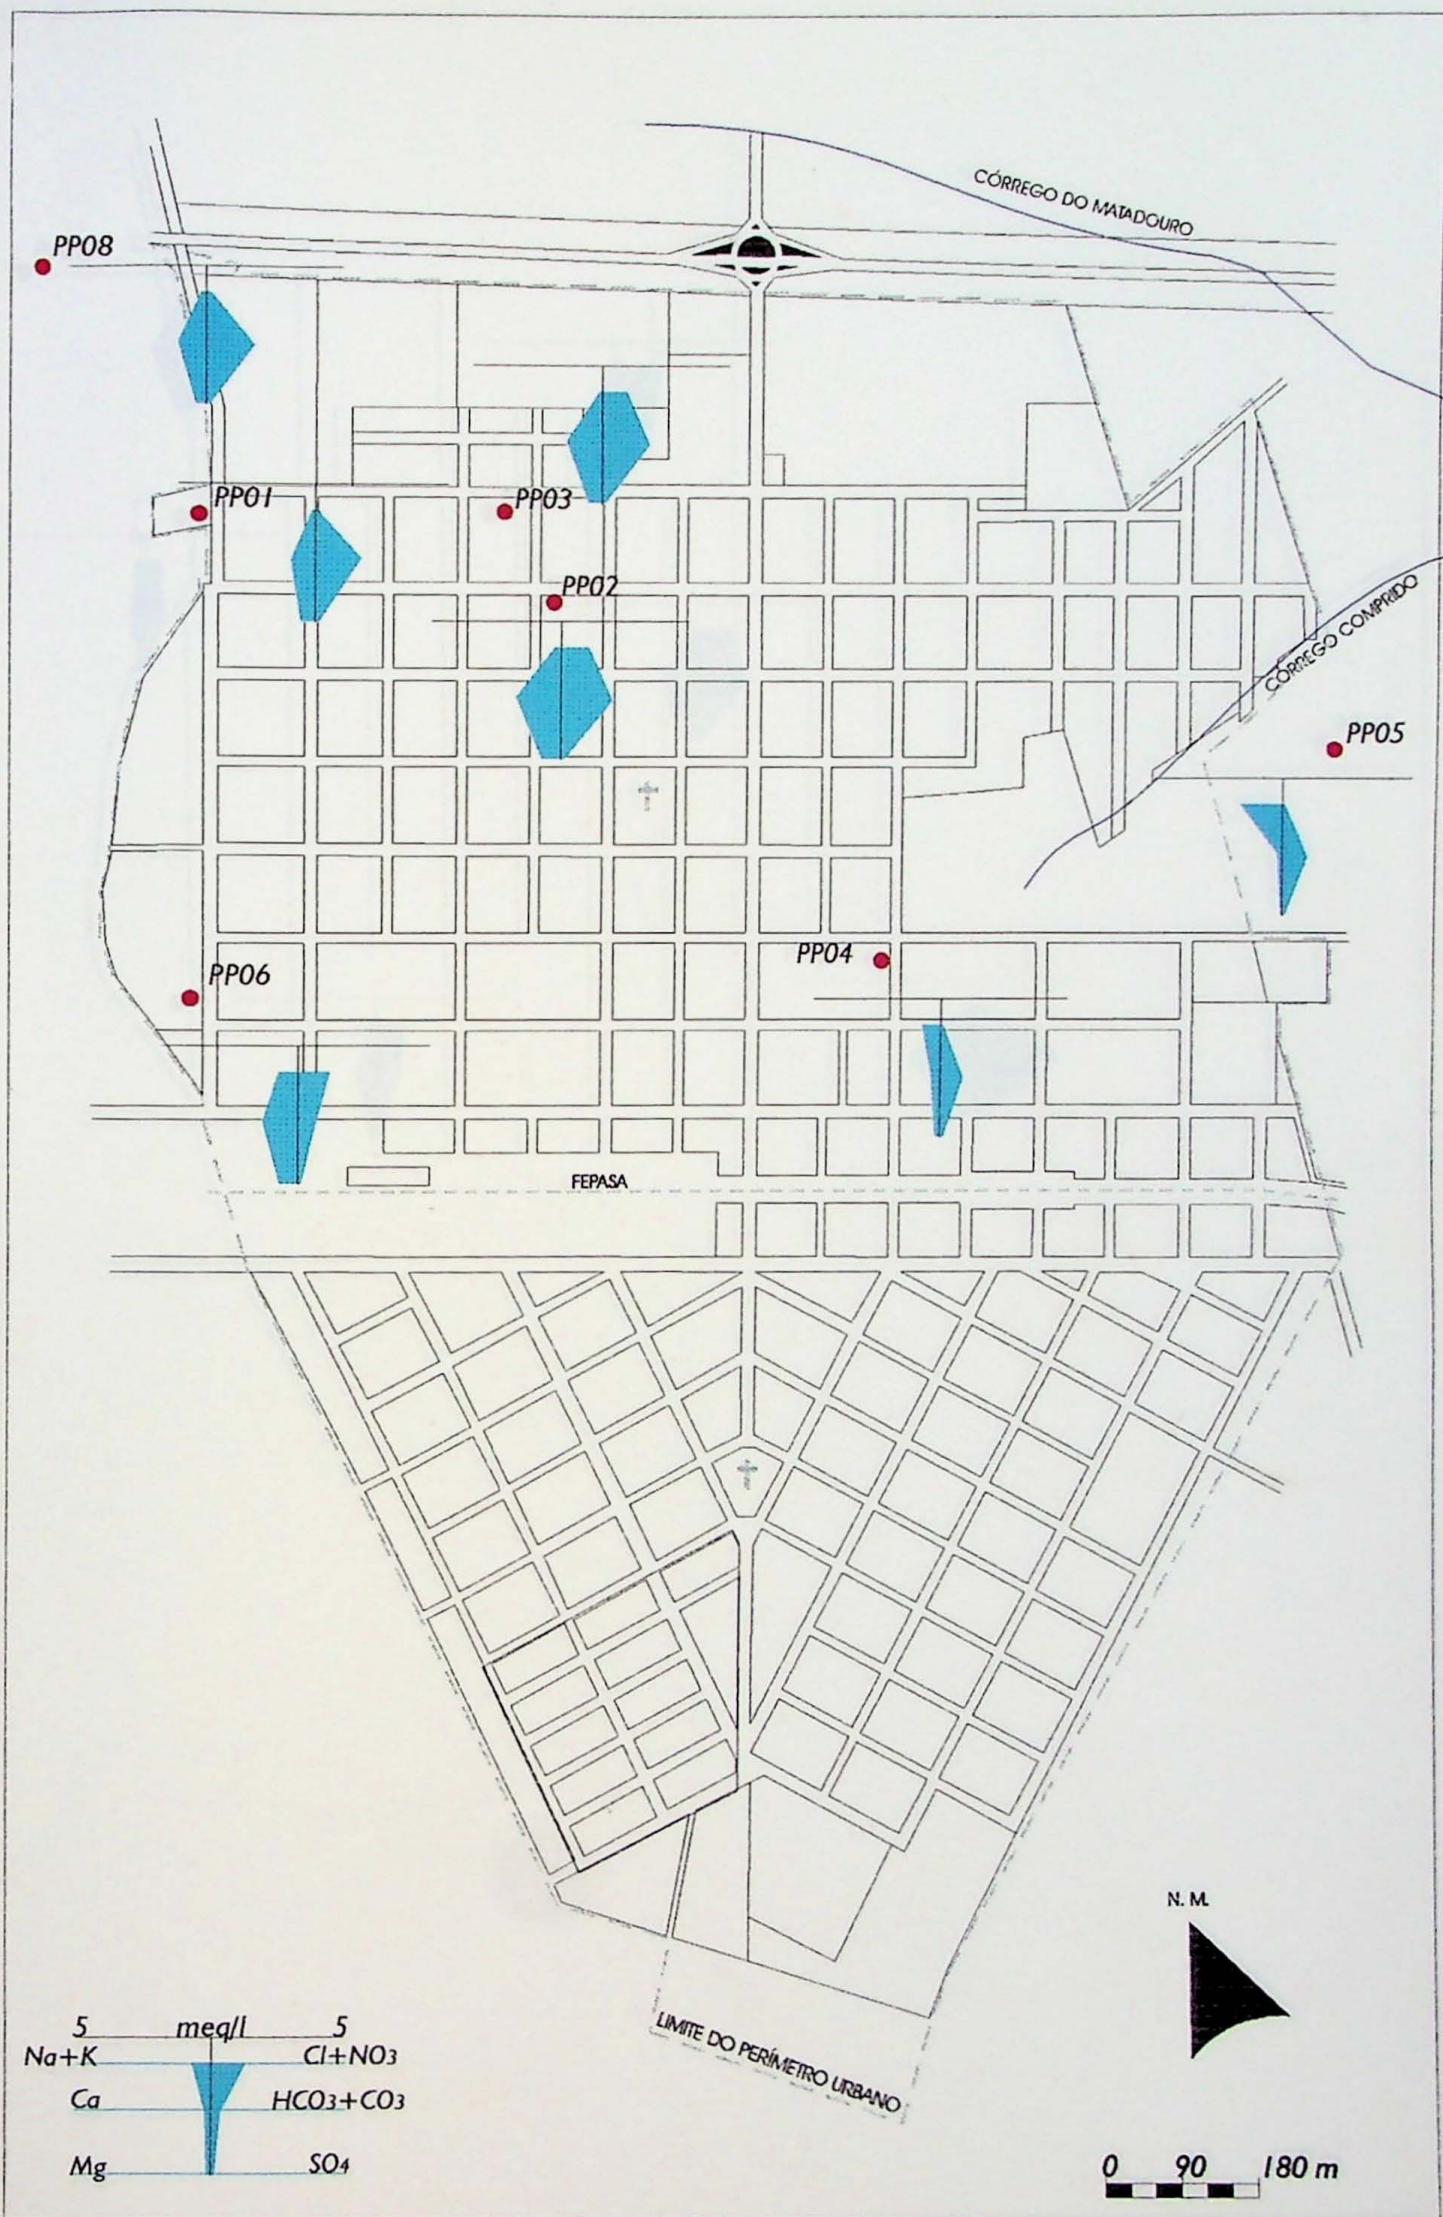 CÓRREGO DO MATADOURO
PP08
PP01
PP03
PP02
CÓRREGO COMPRIDO
PP05
PP04
PP06
FEPASA
N. M.
LIMITE DO PERÍMETRO URBANO
5 meq/l 5
Na+K Cl+NO3
Ca HCO3+CO3
Mg SO4
0 90 180 m